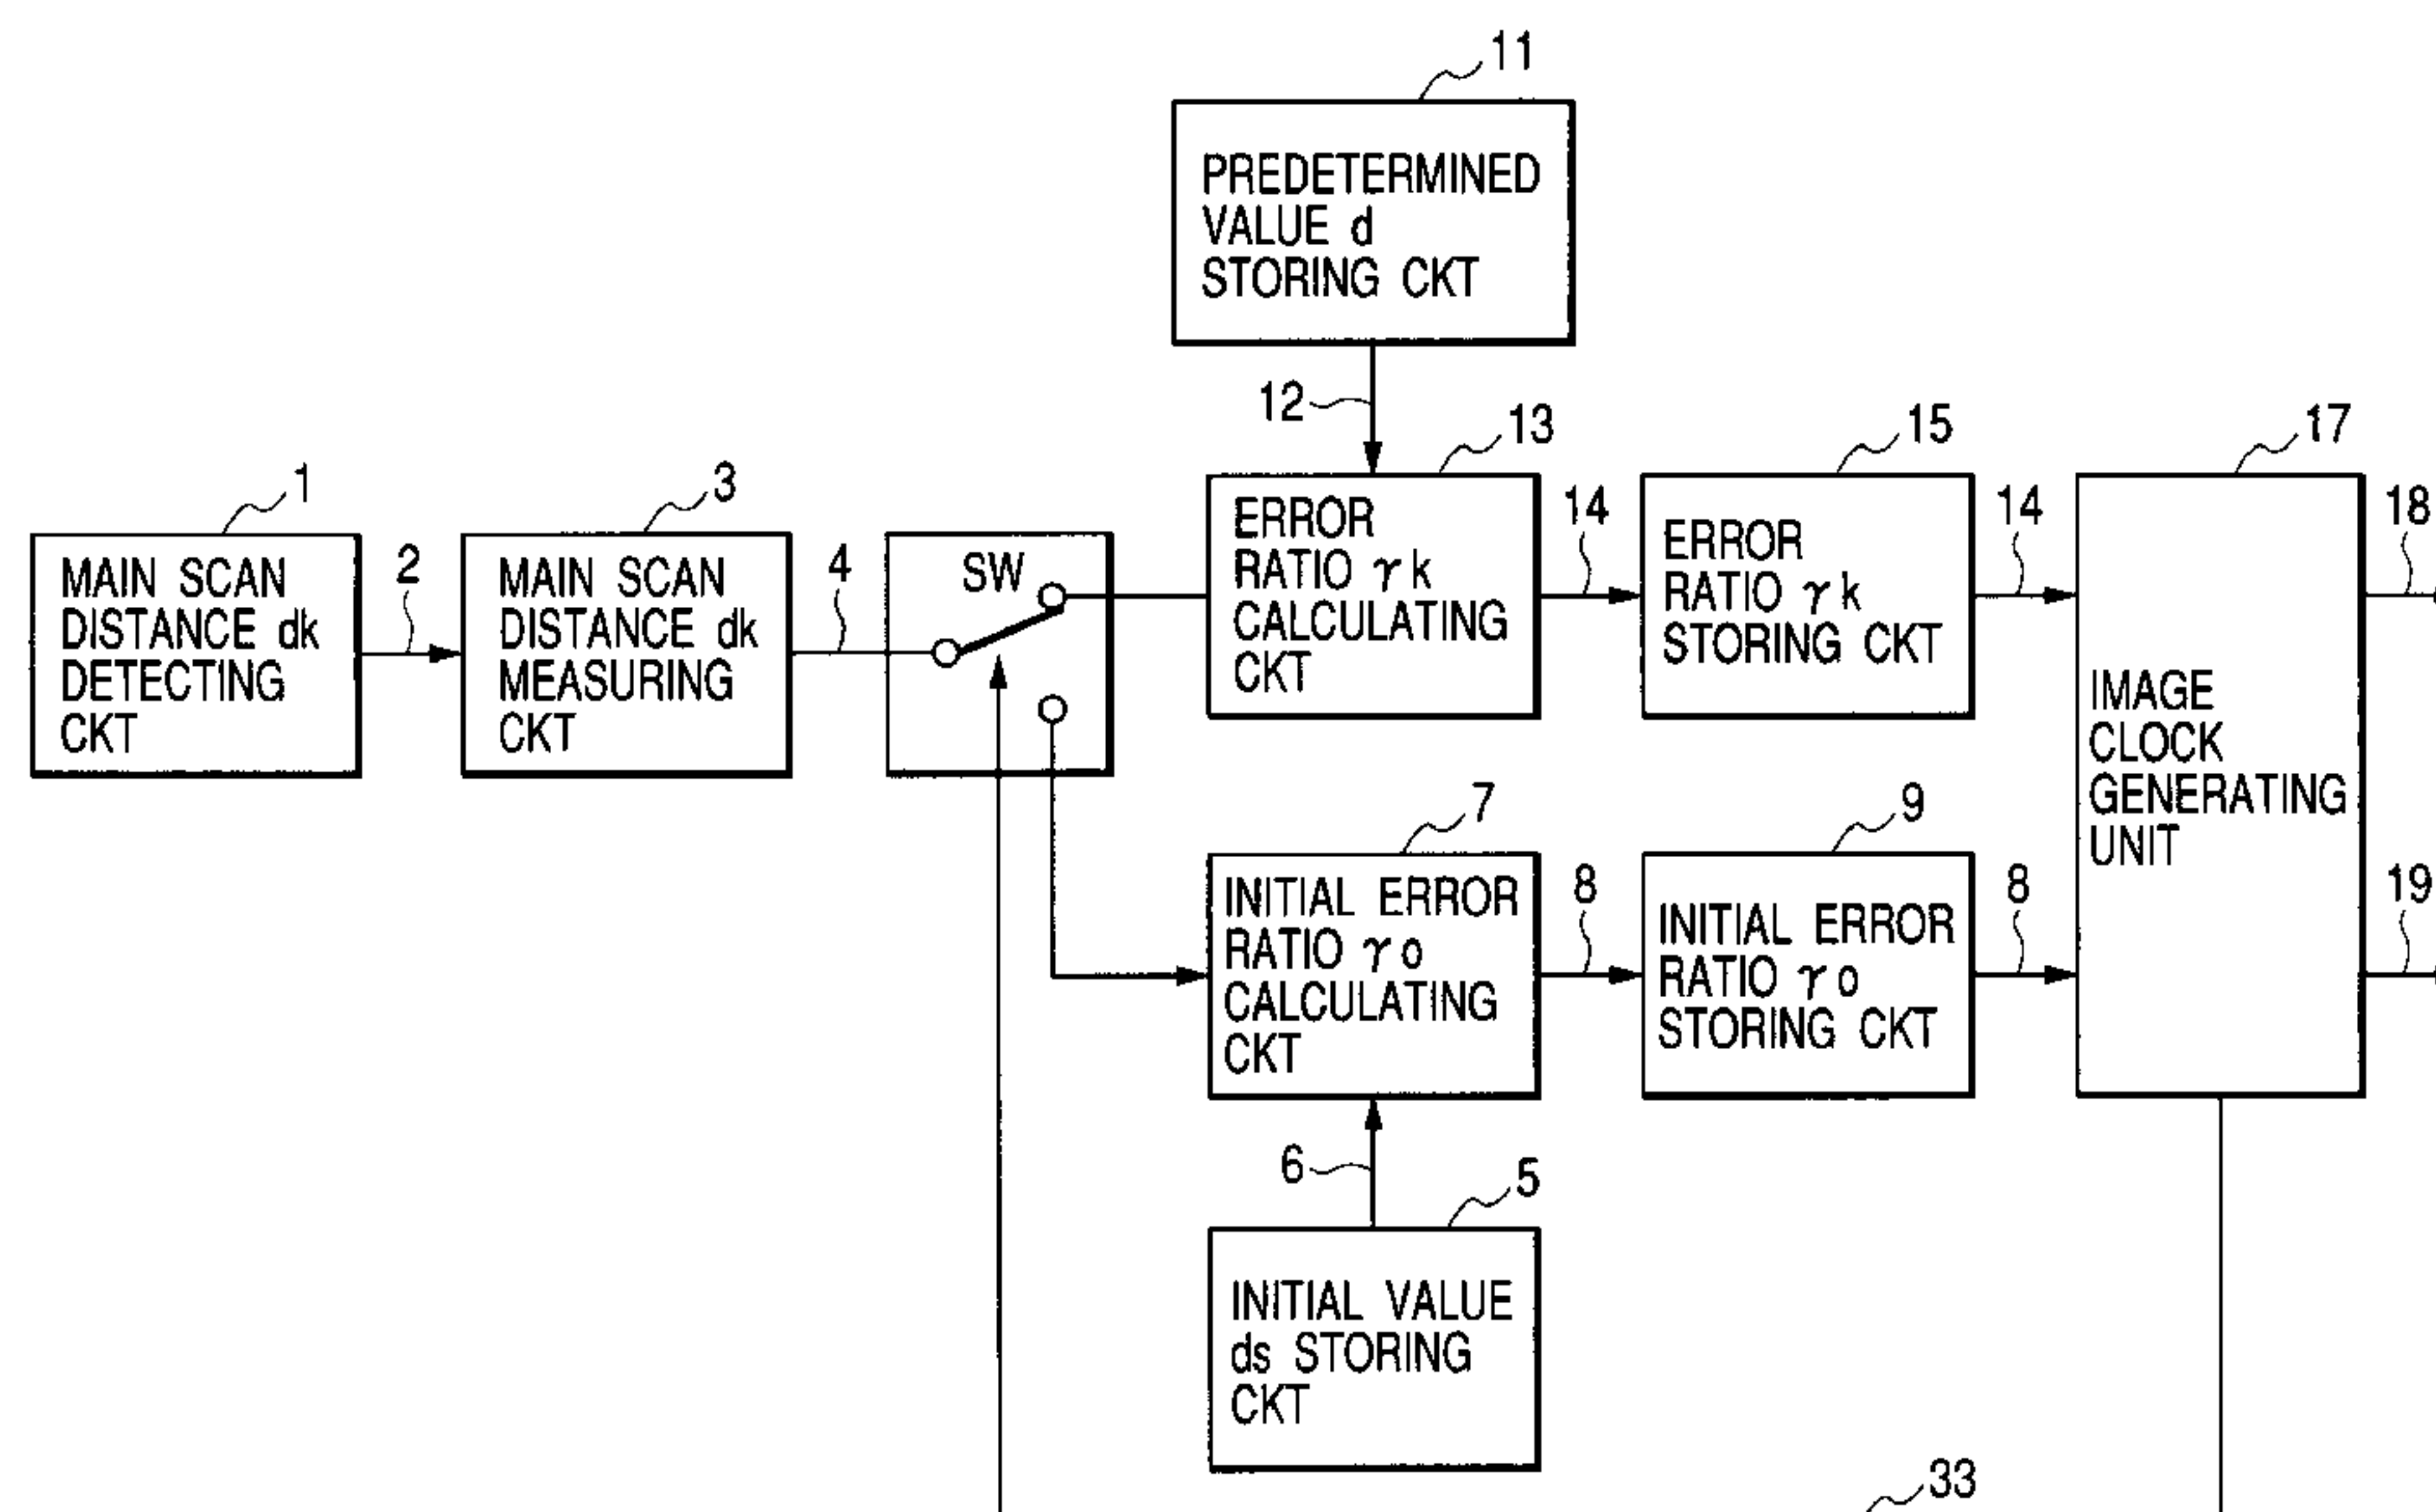 11
PREDETERMINED
VALUE d
STORING CKT
12
13
15
17
1
3
ERROR
RATIO γk
CALCULATING
CKT
14
ERROR
RATIO γk
STORING CKT
14
18
MAIN SCAN
DISTANCE dk
DETECTING
CKT
2
MAIN SCAN
DISTANCE dk
MEASURING
CKT
4
SW
IMAGE
CLOCK
GENERATING
UNIT
7
9
INITIAL ERROR
RATIO γo
CALCULATING
CKT
8
INITIAL ERROR
RATIO γo
STORING CKT
8
19
6
5
INITIAL VALUE
ds STORING
CKT
33